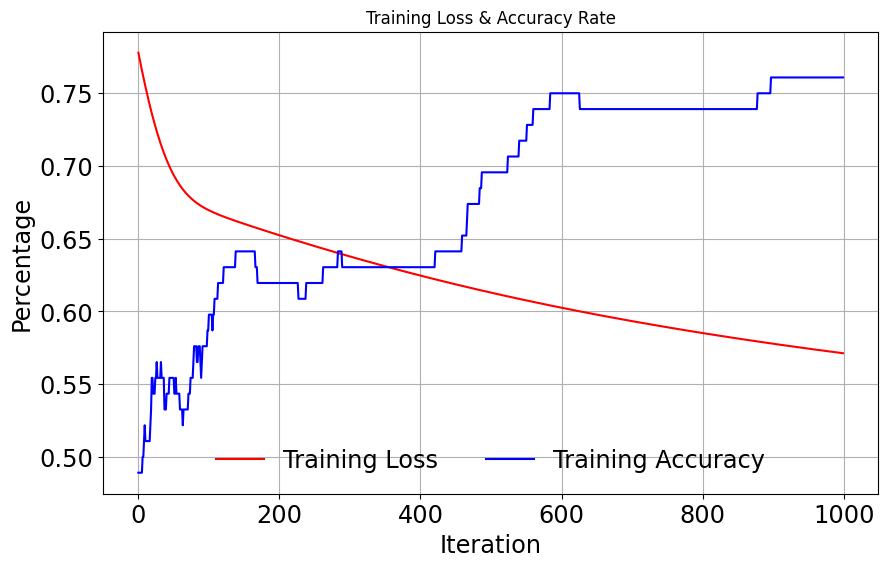 Training Loss & Accuracy Rate
Percentage
0.75
0.70
0.65
0.60
0.55
0.50
Training Loss
Training Accuracy
0 200 400 600 800 1000
Iteration